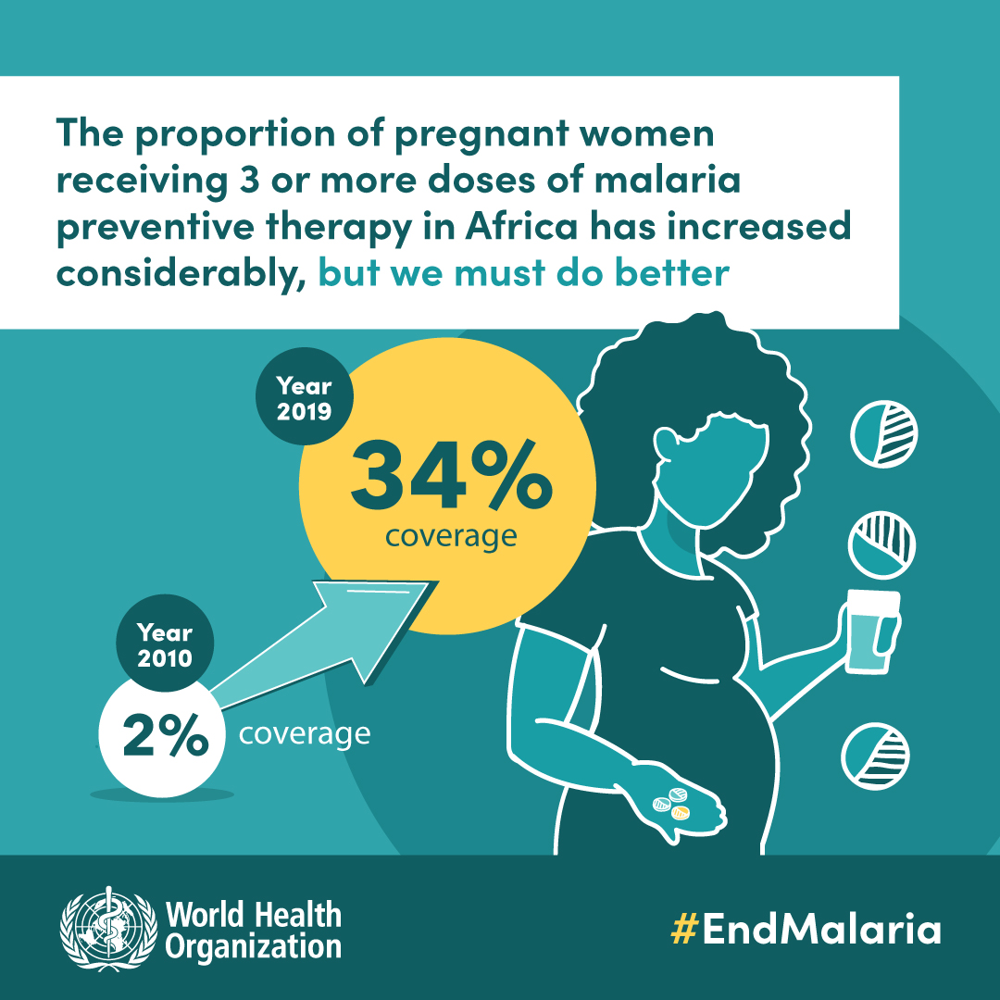 The proportion of pregnant women
receiving 3 or more doses of malaria
preventive therapy in Africa has increased
considerably, but we must do better
Year
2019
34%
coverage
Year
2010
2%
coverage
World Health
Organization
#EndMalaria